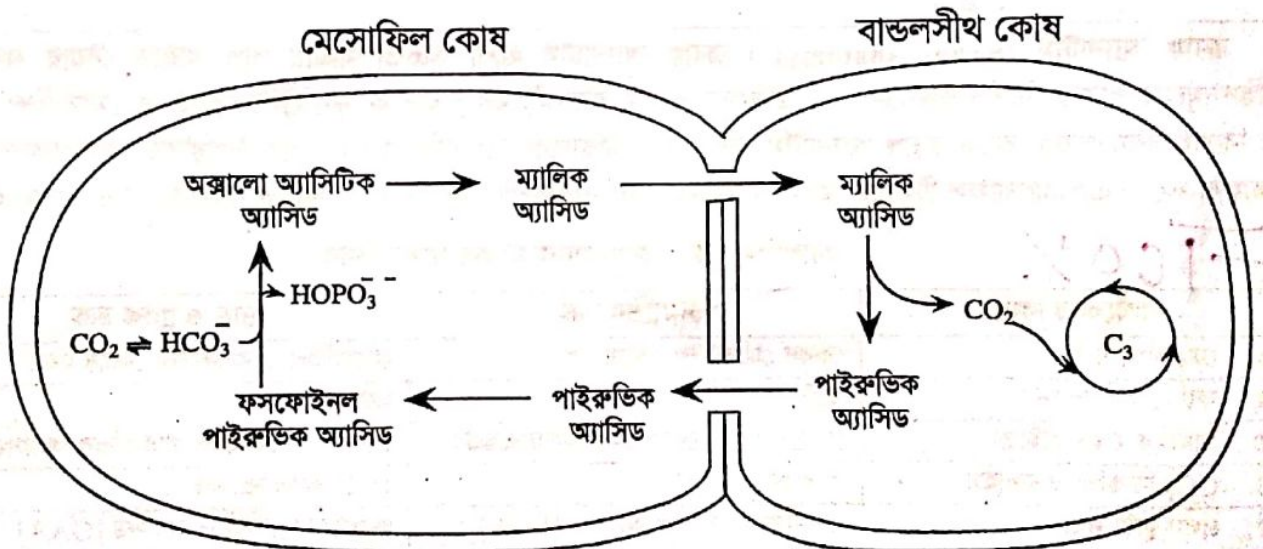 মেসোফিল কোষ
বান্ডলসীথ কোষ
অক্সালো অ্যাসিটিক
অ্যাসিড
ম্যালিক
অ্যাসিড
ম্যালিক
অ্যাসিড
HOPO₃⁻ ⁻
CO₂ ⇌ HCO₃⁻
CO₂
C₃
ফসফোইনল
পাইরুভিক অ্যাসিড
পাইরুভিক
অ্যাসিড
পাইরুভিক
অ্যাসিড